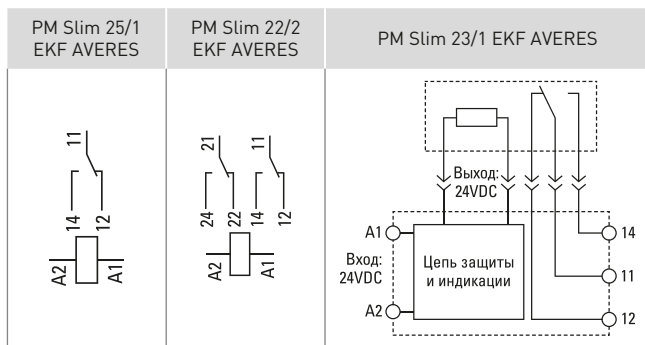 PM Slim 25/1
EKF AVERES
PM Slim 22/2
EKF AVERES
PM Slim 23/1 EKF AVERES
11
14
12
A2
A1
21
11
24
22
14
12
A2
A1
Выход:
24VDC
A1
Вход:
24VDC
A2
Цепь защиты
и индикации
14
11
12